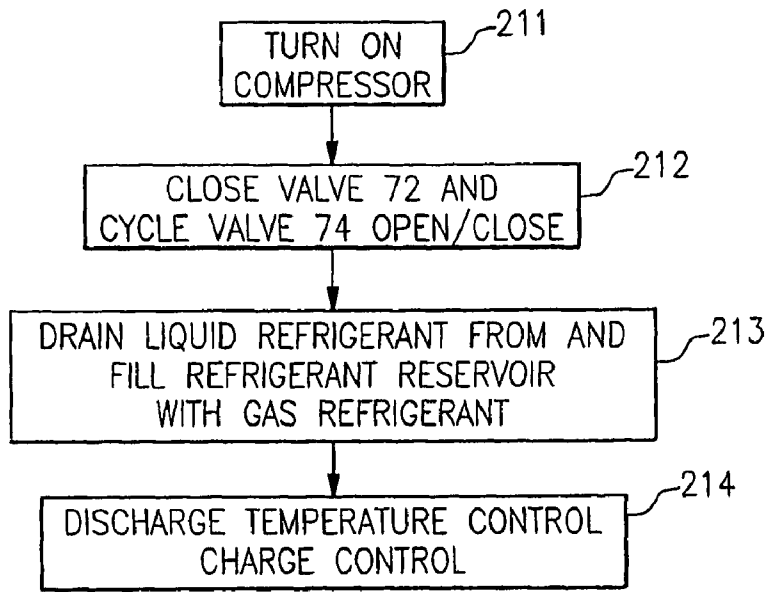 TURN ON
COMPRESSOR
211
CLOSE VALVE 72 AND
CYCLE VALVE 74 OPEN/CLOSE
212
DRAIN LIQUID REFRIGERANT FROM AND
FILL REFRIGERANT RESERVOIR
WITH GAS REFRIGERANT
213
DISCHARGE TEMPERATURE CONTROL
CHARGE CONTROL
214